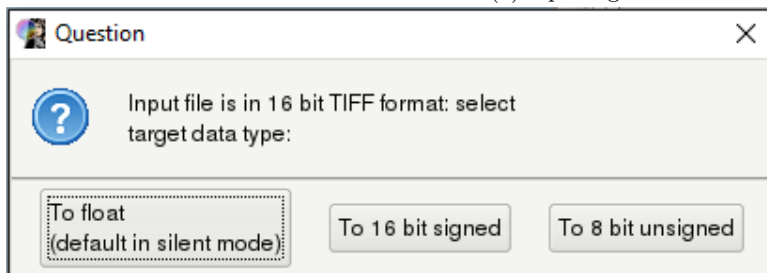 Question
Input file is in 16 bit TIFF format: select
target data type:
To float
(default in silent mode)
To 16 bit signed
To 8 bit unsigned